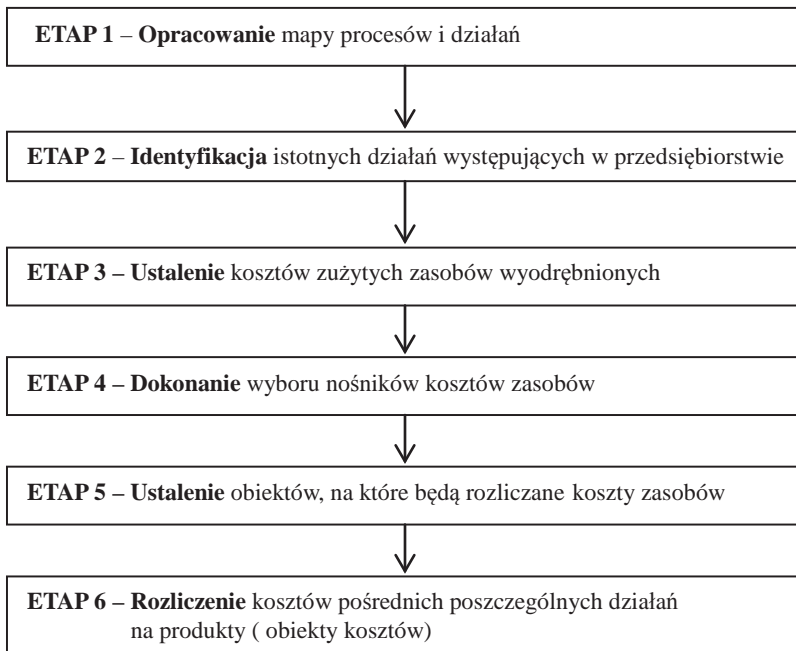 ETAP 1 – Opracowanie mapy procesów i działań
ETAP 2 – Identyfikacja istotnych działań występujących w przedsiębiorstwie
ETAP 3 – Ustalenie kosztów zużytych zasobów wyodrębnionych
ETAP 4 – Dokonanie wyboru nośników kosztów zasobów
ETAP 5 – Ustalenie obiektów, na które będą rozliczane koszty zasobów
ETAP 6 – Rozliczenie kosztów pośrednich poszczególnych działań
na produkty ( obiekty kosztów)